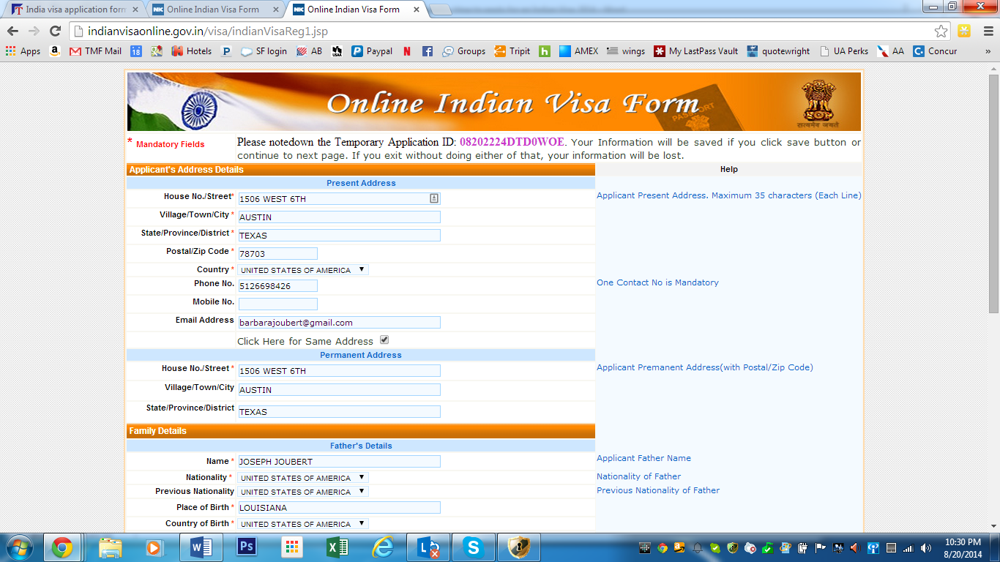 India visa application form
Online Indian Visa Form
Online Indian Visa Form
indianvisaonline.gov.in/visa/indianVisaReg1.jsp
Apps
TMF Mail
18
Hotels
SF login
AB
Paypal
Groups
Tripit
AMEX
wings
My LastPass Vault
quotewright
UA Perks
AA
Concur
»
Online Indian Visa Form
PASSPORT
सत्यमेव जयते
* Mandatory Fields
Please notedown the Temporary Application ID: 08202224DTD0WOE. Your Information will be saved if you click save button or
continue to next page. If you exit without doing either of that, your information will be lost.
Applicant's Address Details
Help
Present Address
House No./Street* 1506 WEST 6TH
Applicant Present Address. Maximum 35 characters (Each Line)
Village/Town/City * AUSTIN
State/Province/District * TEXAS
Postal/Zip Code * 78703
Country * UNITED STATES OF AMERICA
Phone No. 5126698426
One Contact No is Mandatory
Mobile No.
Email Address barbarajoubert@gmail.com
Click Here for Same Address
Permanent Address
House No./Street * 1506 WEST 6TH
Applicant Premanent Address(with Postal/Zip Code)
Village/Town/City AUSTIN
State/Province/District TEXAS
Family Details
Father's Details
Name * JOSEPH JOUBERT
Applicant Father Name
Nationality * UNITED STATES OF AMERICA
Nationality of Father
Previous Nationality UNITED STATES OF AMERICA
Previous Nationality of Father
Place of Birth * LOUISIANA
Country of Birth * UNITED STATES OF AMERICA
10:30 PM
8/20/2014